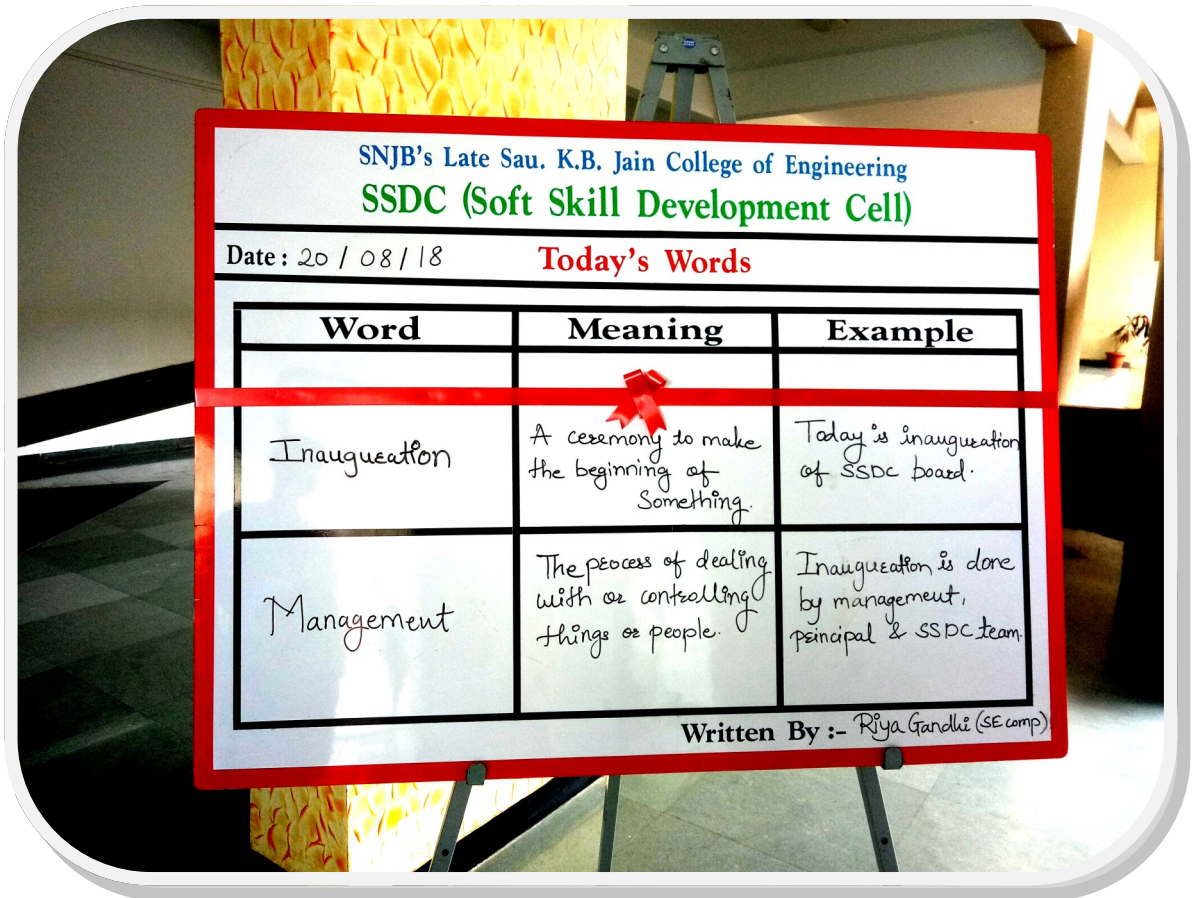 SNJB's Late Sau. K.B. Jain College of Engineering
SSDC (Soft Skill Development Cell)
Date : 20 / 08 / 18
Today's Words
Word
Meaning
Example
Inauguration
A ceremony to make
the beginning of
Something.
Today is inauguration
of SSDC board.
Management
The process of dealing
with or controlling
things or people.
Inauguration is done
by management,
principal & SSDC team.
Written By :- Riya Gandhi (SE comp)